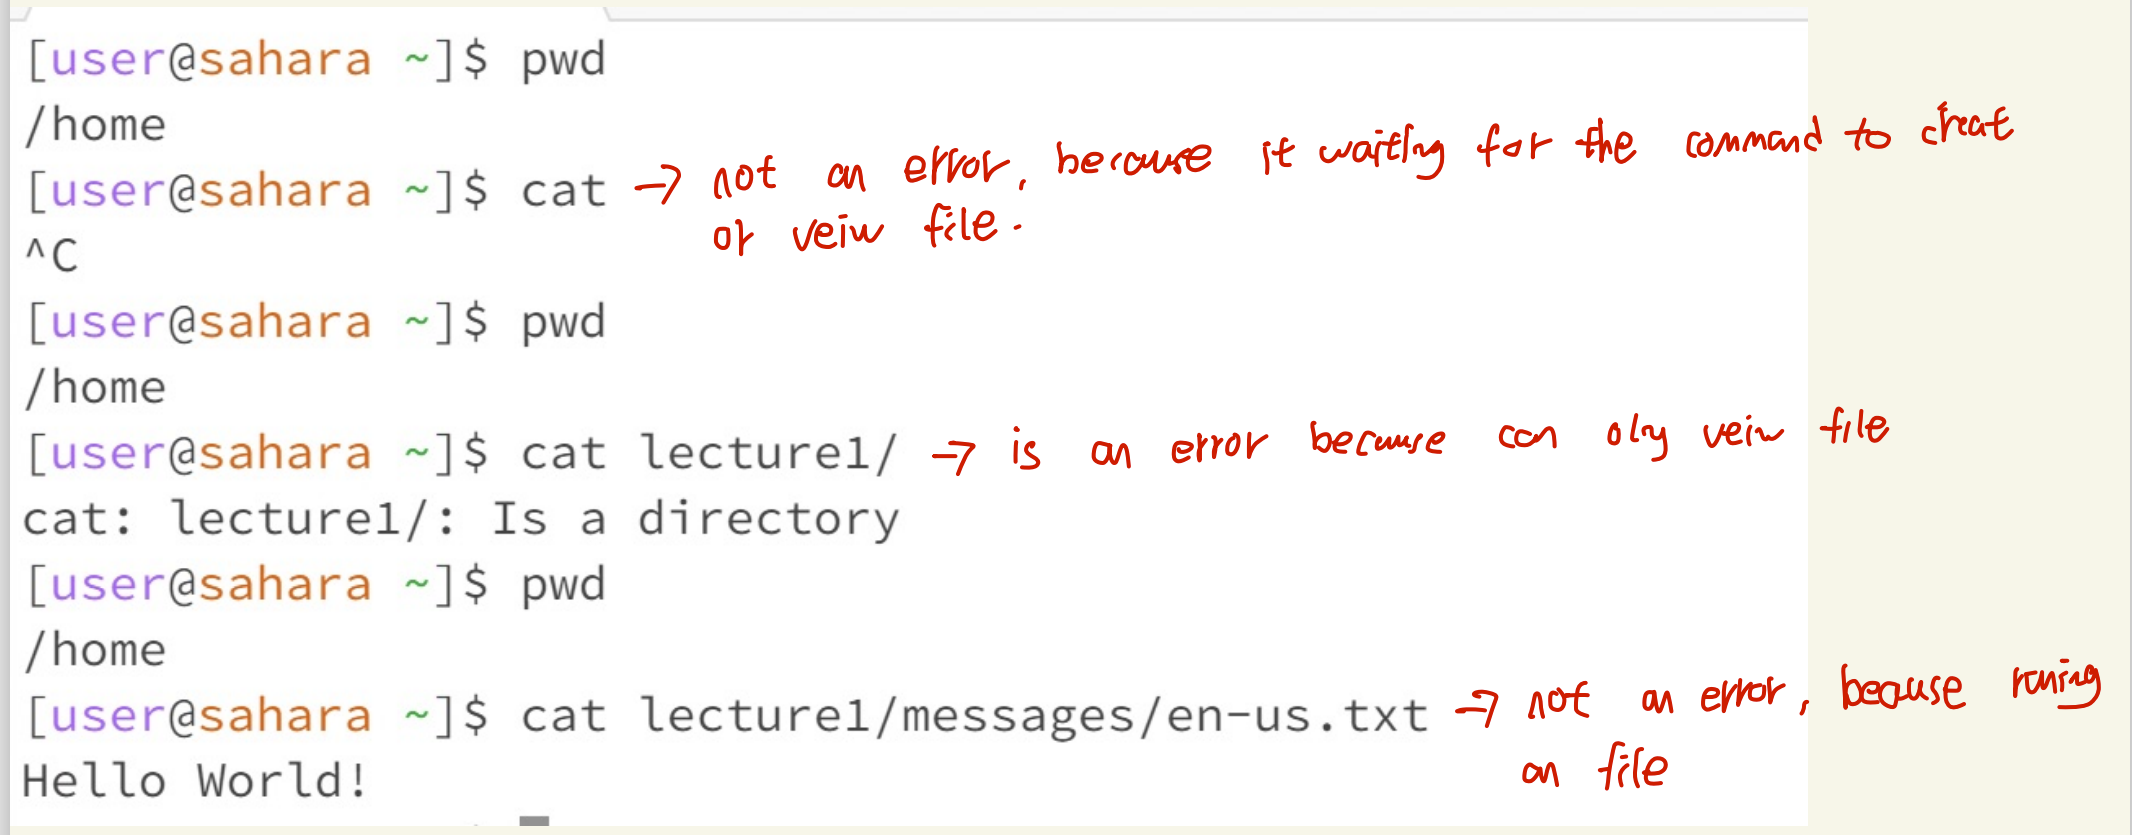 [user@sahara ~]$ pwd
/home
[user@sahara ~]$ cat → not an error, because it waiting for the command to creat
or veiw file.
^C
[user@sahara ~]$ pwd
/home
[user@sahara ~]$ cat lecture1/ → is an error because can olny veiw file
cat: lecture1/: Is a directory
[user@sahara ~]$ pwd
/home
[user@sahara ~]$ cat lecture1/messages/en-us.txt → not an error, because runing
an file
Hello World!